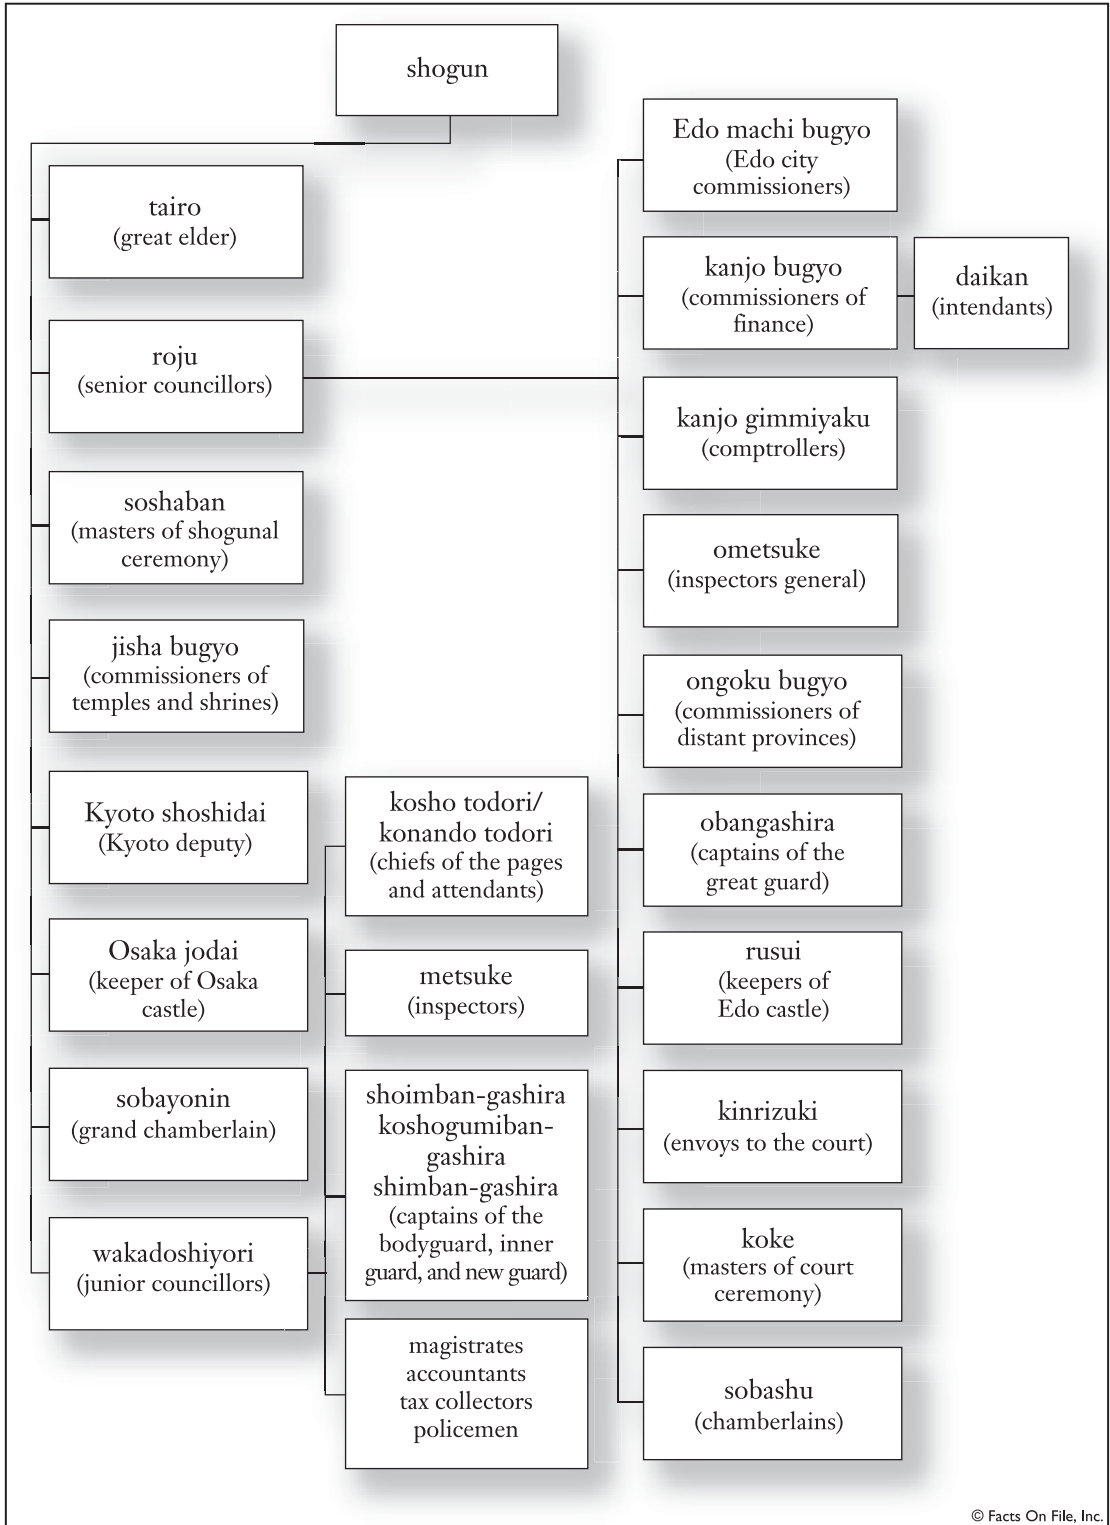 shogun
tairo
(great elder)
roju
(senior councillors)
soshaban
(masters of shogunal
ceremony)
jisha bugyo
(commissioners of
temples and shrines)
Kyoto shoshidai
(Kyoto deputy)
Osaka jodai
(keeper of Osaka
castle)
sobayonin
(grand chamberlain)
wakadoshiyori
(junior councillors)
kosho todori/
konando todori
(chiefs of the pages
and attendants)
metsuke
(inspectors)
shoimban-gashira
koshogumiban-
gashira
shimban-gashira
(captains of the
bodyguard, inner
guard, and new guard)
magistrates
accountants
tax collectors
policemen
Edo machi bugyo
(Edo city
commissioners)
kanjo bugyo
(commissioners of
finance)
daikan
(intendants)
kanjo gimmiyaku
(comptrollers)
ometsuke
(inspectors general)
ongoku bugyo
(commissioners of
distant provinces)
obangashira
(captains of the
great guard)
rusui
(keepers of
Edo castle)
kinrizuki
(envoys to the court)
koke
(masters of court
ceremony)
sobashu
(chamberlains)
© Facts On File, Inc.